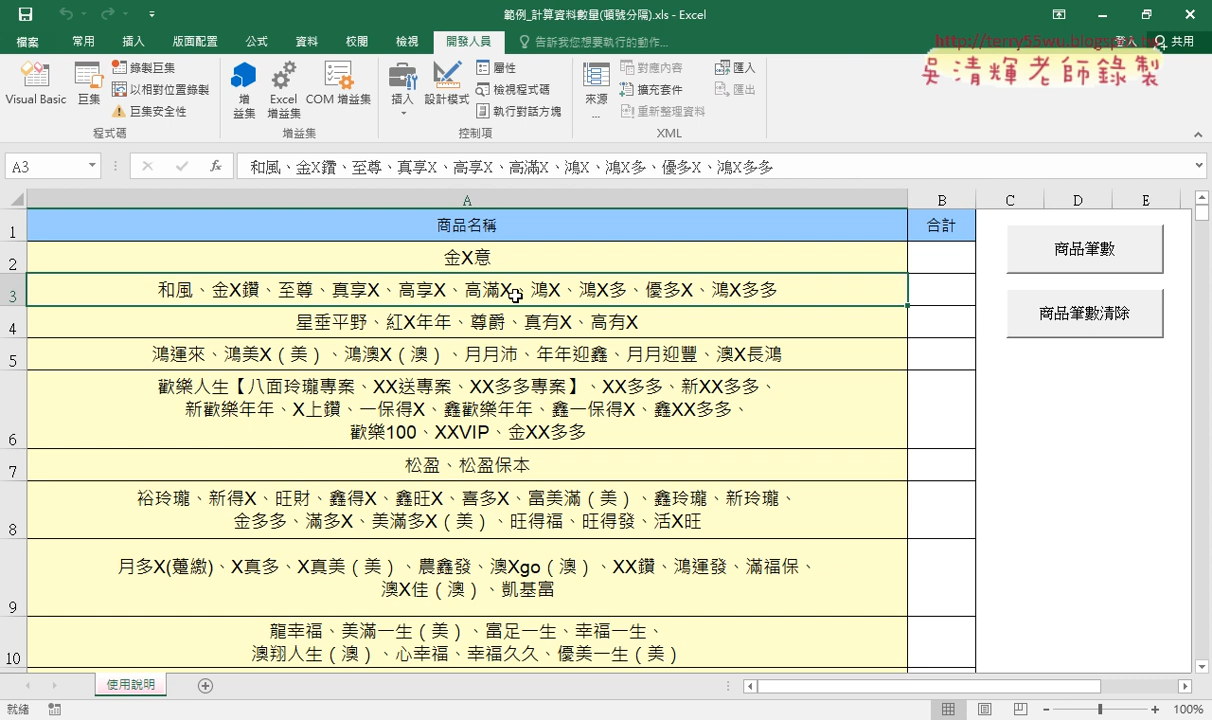 範例_計算資料數量(頓號分隔).xls - Excel
檔案 常用 插入 版面配置 公式 資料 校閱 檢視 開發人員 告訴我您想要執行的動作... 登入 共用
http://terry55wu.blogspot.tw
吳清輝老師錄製
Visual Basic 巨集 錄製巨集 以相對位置錄製 巨集安全性
增益集 Excel 增益集 COM 增益集
插入 設計模式 屬性 檢視程式碼 執行對話方塊
來源... 對應內容 擴充套件 重新整理資料 匯入 匯出
程式碼 增益集 控制項 XML
A3 fx 和風、金X鑽、至尊、真享X、高享X、高滿X、鴻X、鴻X多、優多X、鴻X多多
A B C D E
1 商品名稱 合計
商品筆數
2 金X意
3 和風、金X鑽、至尊、真享X、高享X、高滿X、鴻X、鴻X多、優多X、鴻X多多
商品筆數清除
4 星垂平野、紅X年年、尊爵、真有X、高有X
5 鴻運來、鴻美X（美）、鴻澳X（澳）、月月沛、年年迎鑫、月月迎豐、澳X長鴻
歡樂人生【八面玲瓏專案、XX送專案、XX多多專案】、XX多多、新XX多多、
新歡樂年年、X上鑽、一保得X、鑫歡樂年年、鑫一保得X、鑫XX多多、
6 歡樂100、XXVIP、金XX多多
7 松盈、松盈保本
裕玲瓏、新得X、旺財、鑫得X、鑫旺X、喜多X、富美滿（美）、鑫玲瓏、新玲瓏、
8 金多多、滿多X、美滿多X（美）、旺得福、旺得發、活X旺
月多X(躉繳)、X真多、X真美（美）、農鑫發、澳Xgo（澳）、XX鑽、鴻運發、滿福保、
9 澳X佳（澳）、凱基富
龍幸福、美滿一生（美）、富足一生、幸福一生、
10 澳翔人生（澳）、心幸福、幸福久久、優美一生（美）
使用說明
就緒 100%